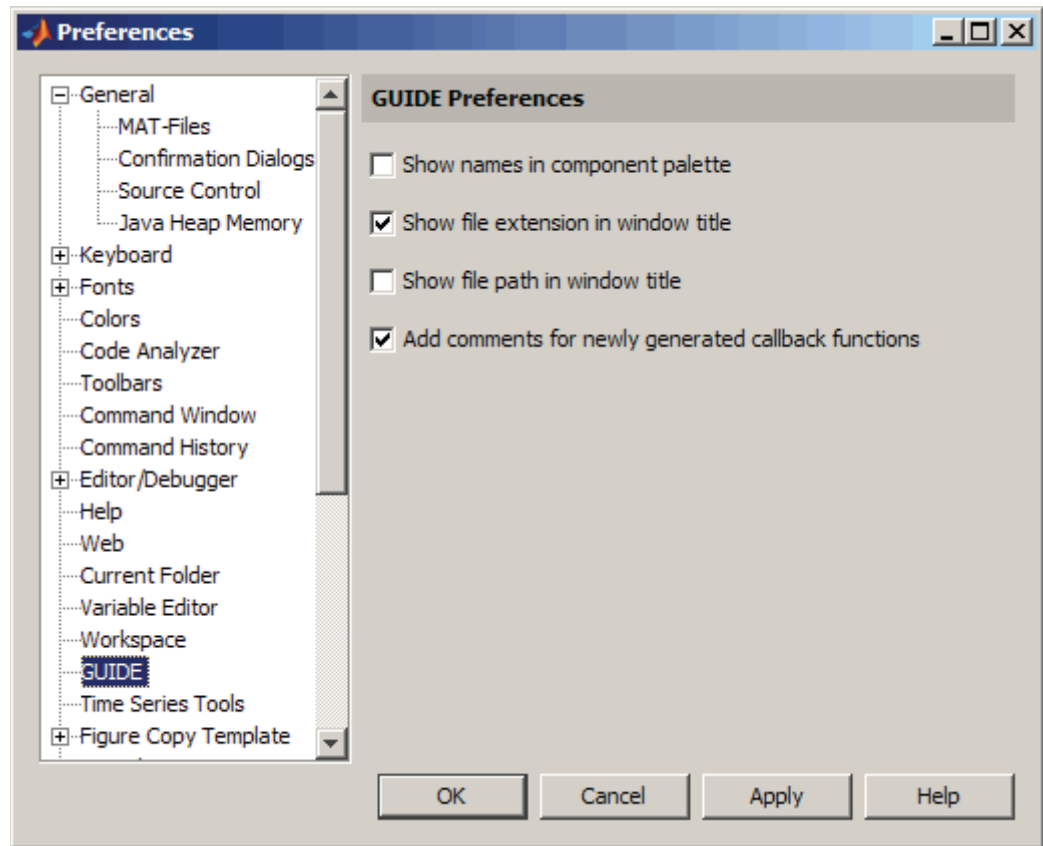 Preferences
General
MAT-Files
Confirmation Dialogs
Source Control
Java Heap Memory
Keyboard
Fonts
Colors
Code Analyzer
Toolbars
Command Window
Command History
Editor/Debugger
Help
Web
Current Folder
Variable Editor
Workspace
GUIDE
Time Series Tools
Figure Copy Template
GUIDE Preferences
Show names in component palette
Show file extension in window title
Show file path in window title
Add comments for newly generated callback functions
OK Cancel Apply Help